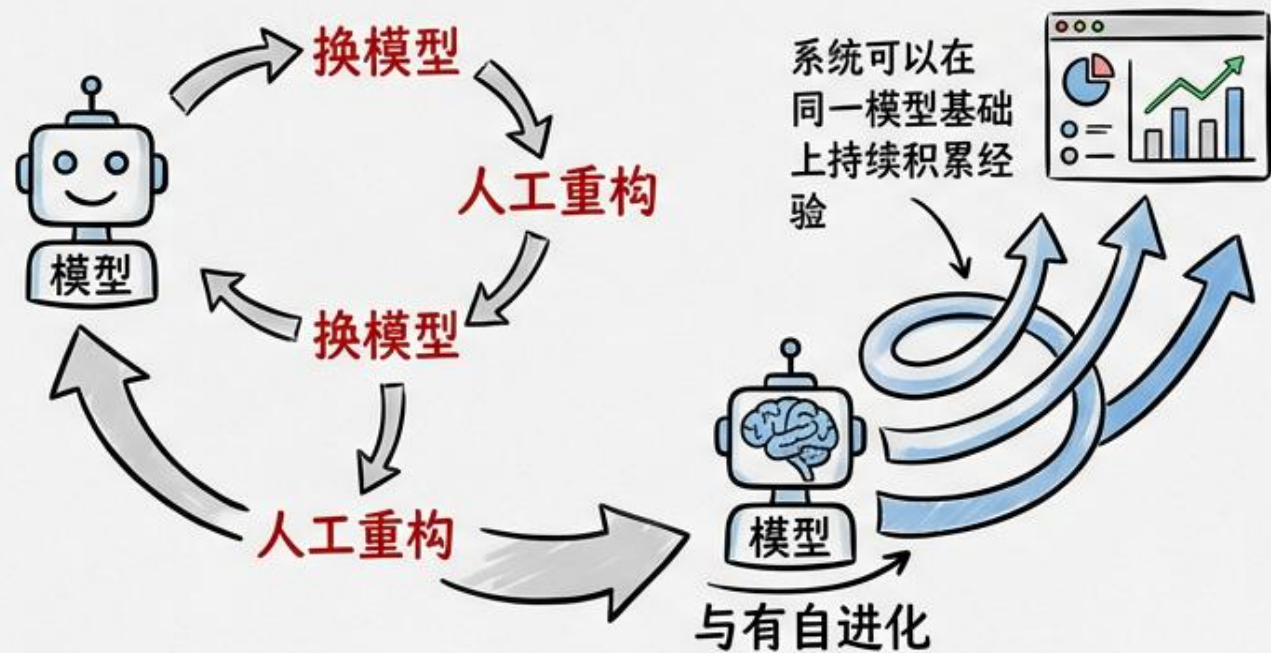 换模型
人工重构
换模型
人工重构
模型
系统可以在
同一模型基础
上持续积累经
验
模型
与有自进化